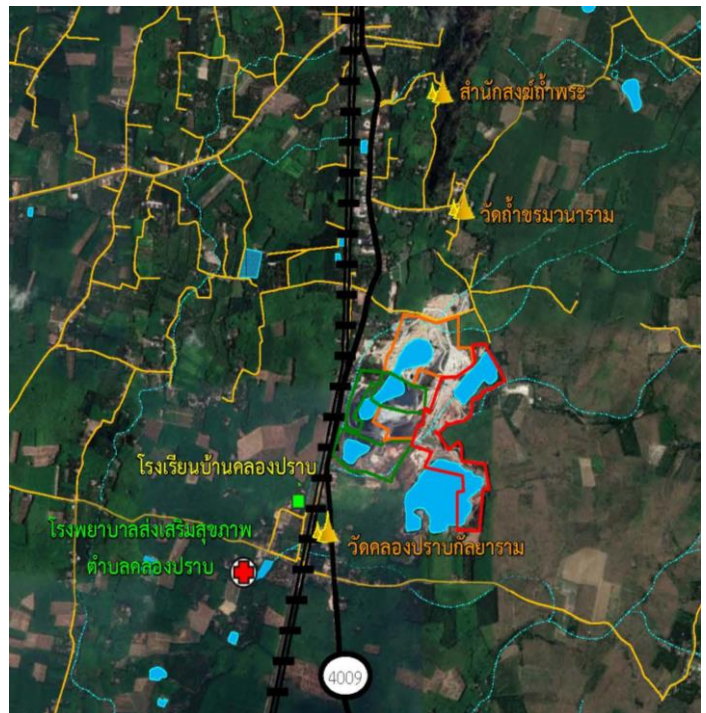 สำนักสงฆ์ถ้ำพระ
วัดถ้ำขรมวนาราม
โรงเรียนบ้านคลองปราบ
โรงพยาบาลส่งเสริมสุขภาพ
ตำบลคลองปราบ
วัดคลองปราบกัลยาราม
4009